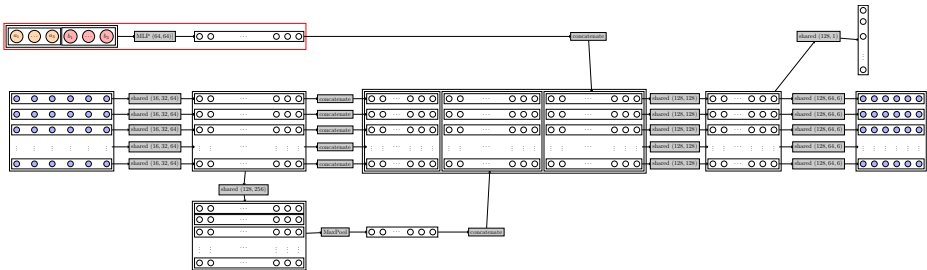 MLP (64, 64)]
concatenate
shared (128, 1)
shared (16, 32, 64)
concatenate
shared (128, 128)
shared (128, 64, 6)
shared (16, 32, 64)
concatenate
shared (128, 128)
shared (128, 64, 6)
shared (16, 32, 64)
concatenate
shared (128, 128)
shared (128, 64, 6)
shared (16, 32, 64)
concatenate
shared (128, 128)
shared (128, 64, 6)
shared (16, 32, 64)
concatenate
shared (128, 128)
shared (128, 64, 6)
shared (128, 256)
MaxPool
concatenate